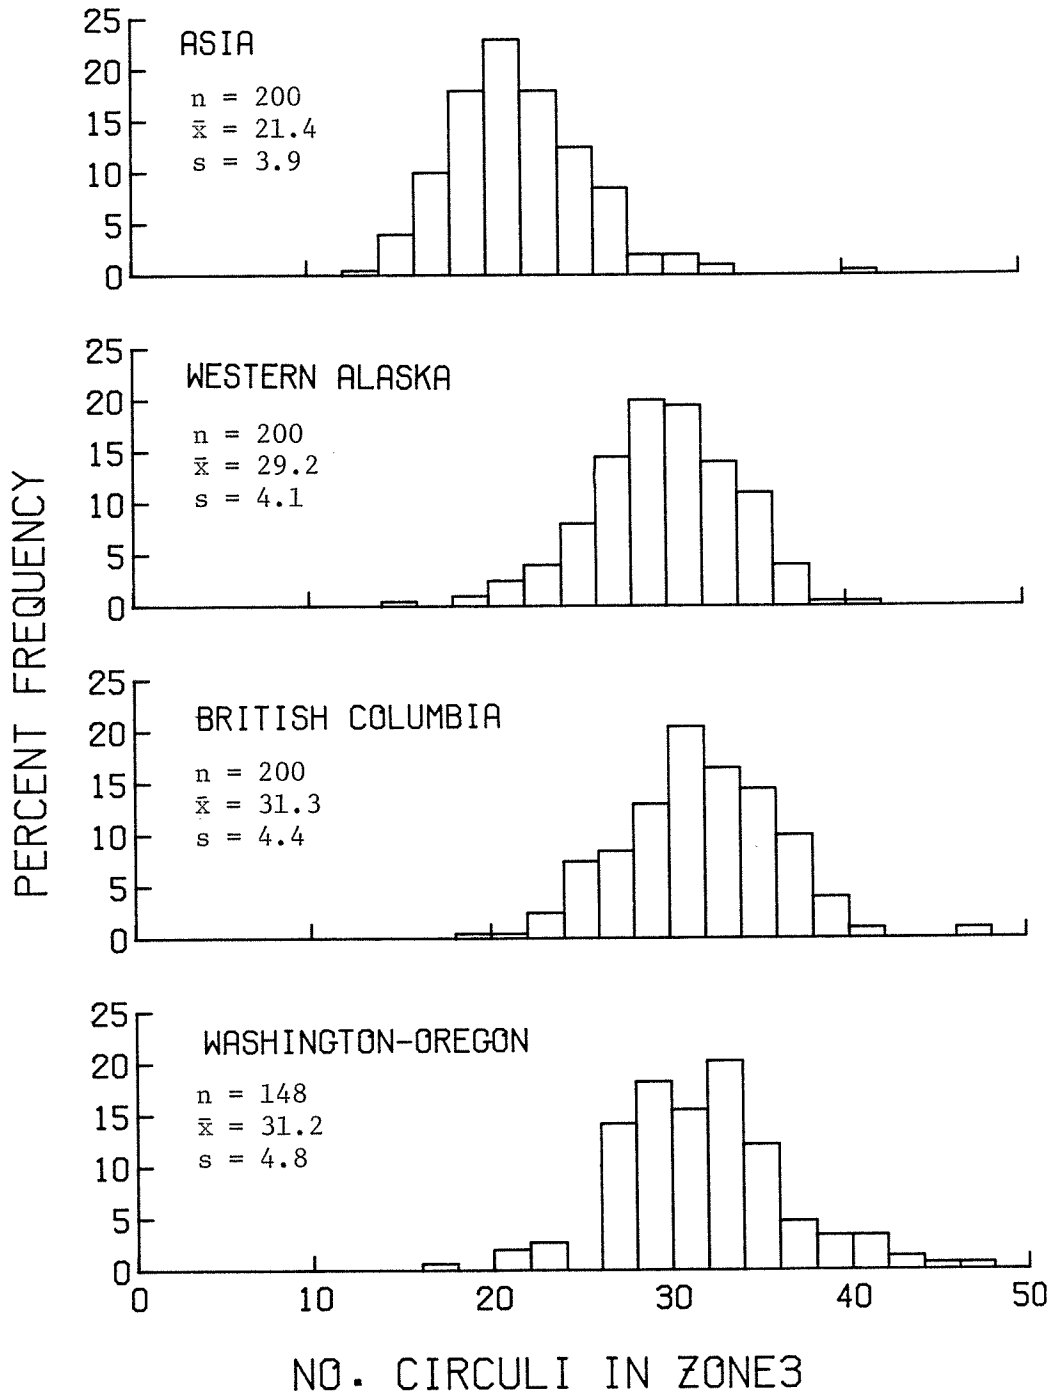 25
20
15
10
5
0
ASIA
n = 200
x̄ = 21.4
s = 3.9
25
20
15
10
5
0
WESTERN ALASKA
n = 200
x̄ = 29.2
s = 4.1
25
20
15
10
5
0
BRITISH COLUMBIA
n = 200
x̄ = 31.3
s = 4.4
25
20
15
10
5
0
WASHINGTON-OREGON
n = 148
x̄ = 31.2
s = 4.8
0 10 20 30 40 50
PERCENT FREQUENCY
NO. CIRCULI IN ZONE3